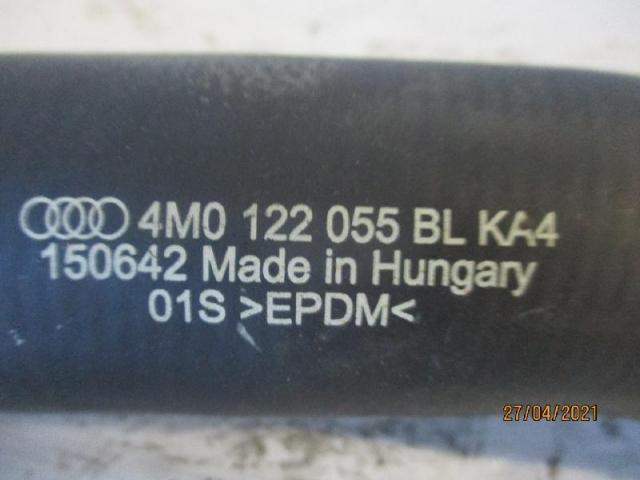 4M0 122 055 BL KA4
150642 Made in Hungary
01S >EPDM<
27/04/2021